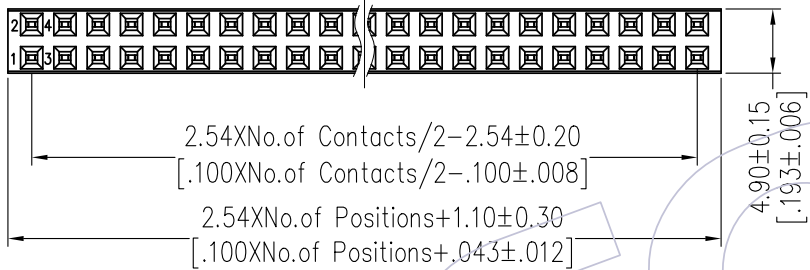 2 4
1 3
2.54XNo.of Contacts/2-2.54±0.20
[.100XNo.of Contacts/2-.100±.008]
2.54XNo.of Positions+1.10±0.30
[.100XNo.of Positions+.043±.012]
4.90±0.15
[.193±.006]